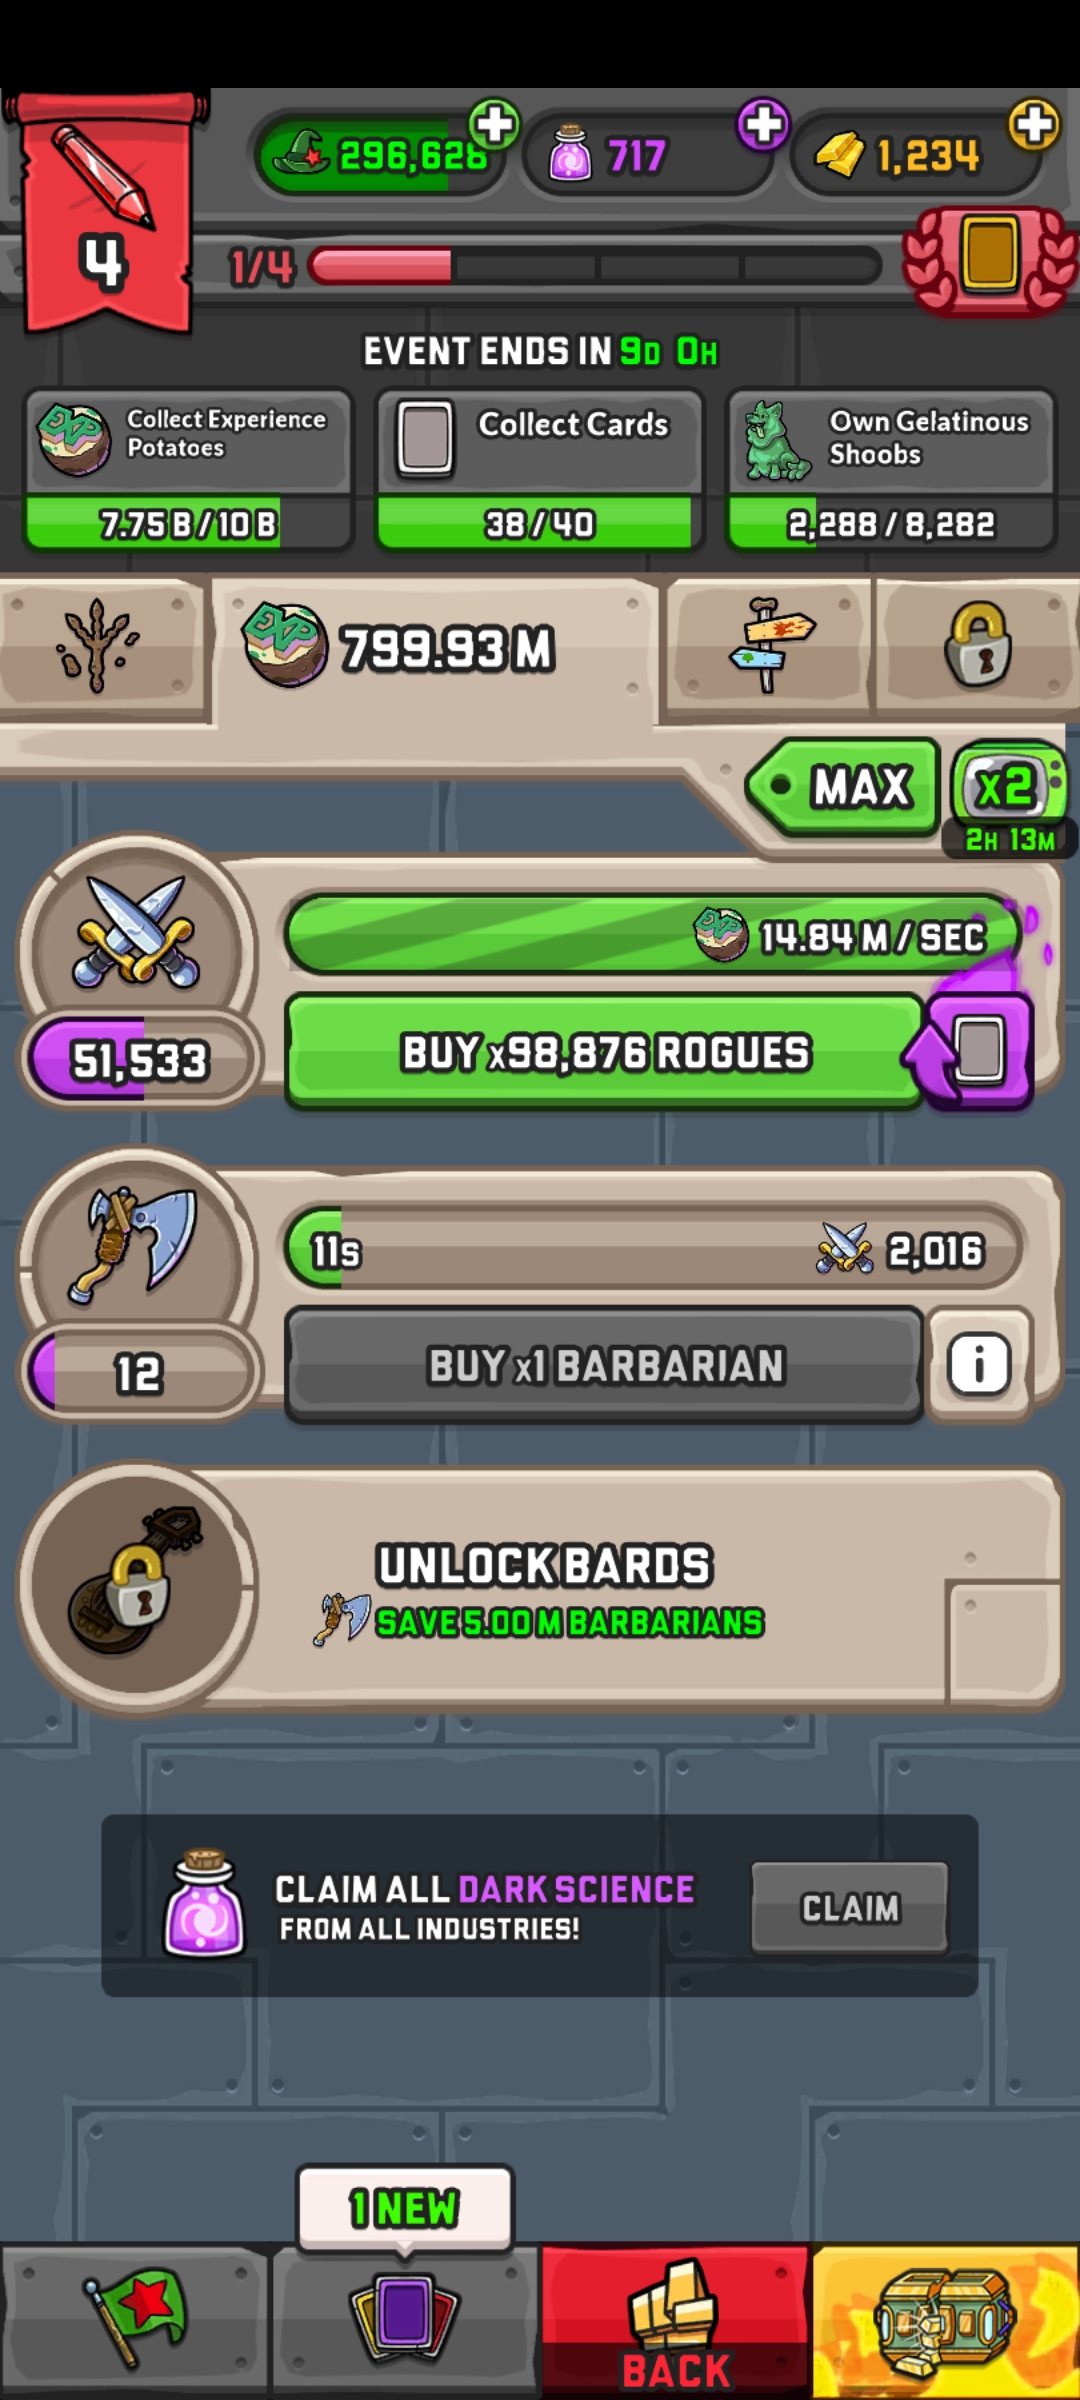 296,628
717
1,234
4
1/4
EVENT ENDS IN 9D 0H
Collect Experience
Potatoes
7.75 B / 10 B
Collect Cards
38 / 40
Own Gelatinous
Shoobs
2,288 / 8,282
EXP
799.93 M
MAX
x2
2H 13M
14.84 M / SEC
51,533
BUY x98,876 ROGUES
11s
2,016
12
BUY x1 BARBARIAN
i
UNLOCK BARDS
SAVE 5.00 M BARBARIANS
CLAIM ALL DARK SCIENCE
FROM ALL INDUSTRIES!
CLAIM
1 NEW
BACK